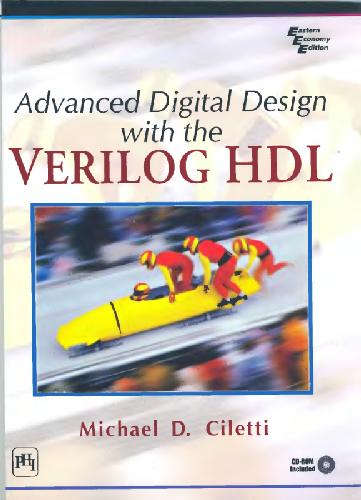 Eastern
Economy
Edition
Advanced Digital Design
with the
VERILOG HDL
Michael D. Ciletti
PHI
CD-ROM
Included